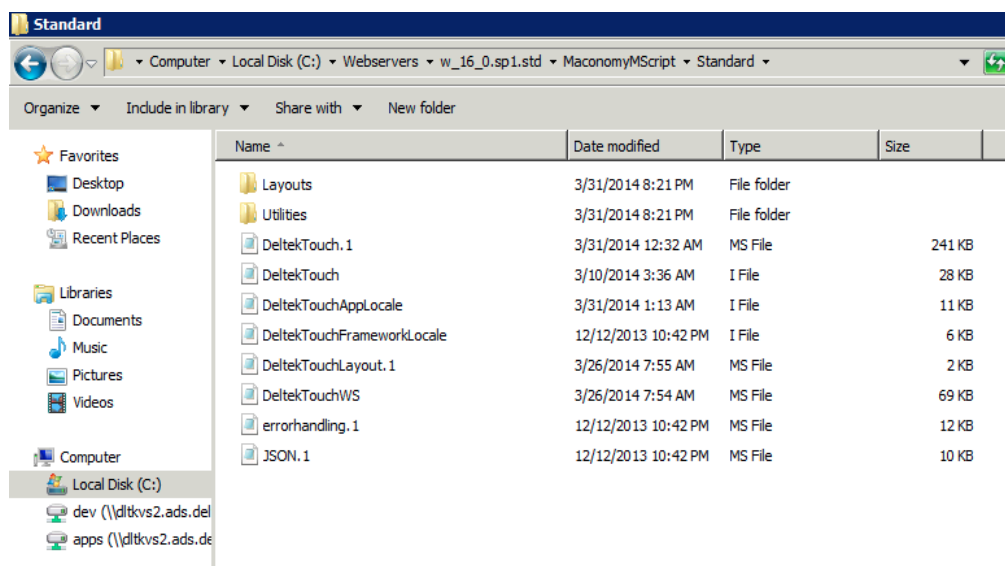 Standard
Computer Local Disk (C:) Webservers w_16_0.sp1.std MaconomyMScript Standard
Organize Include in library Share with New folder
Favorites
Desktop
Downloads
Recent Places
Libraries
Documents
Music
Pictures
Videos
Computer
Local Disk (C:)
dev (\\dltkvs2.ads.del
apps (\\dltkvs2.ads.de
Name Date modified Type Size
Layouts 3/31/2014 8:21 PM File folder
Utilities 3/31/2014 8:21 PM File folder
DeltekTouch.1 3/31/2014 12:32 AM MS File 241 KB
DeltekTouch 3/10/2014 3:36 AM I File 28 KB
DeltekTouchAppLocale 3/31/2014 1:13 AM I File 11 KB
DeltekTouchFrameworkLocale 12/12/2013 10:42 PM I File 6 KB
DeltekTouchLayout.1 3/26/2014 7:55 AM MS File 2 KB
DeltekTouchWS 3/26/2014 7:54 AM MS File 69 KB
errorhandling.1 12/12/2013 10:42 PM MS File 12 KB
JSON.1 12/12/2013 10:42 PM MS File 10 KB